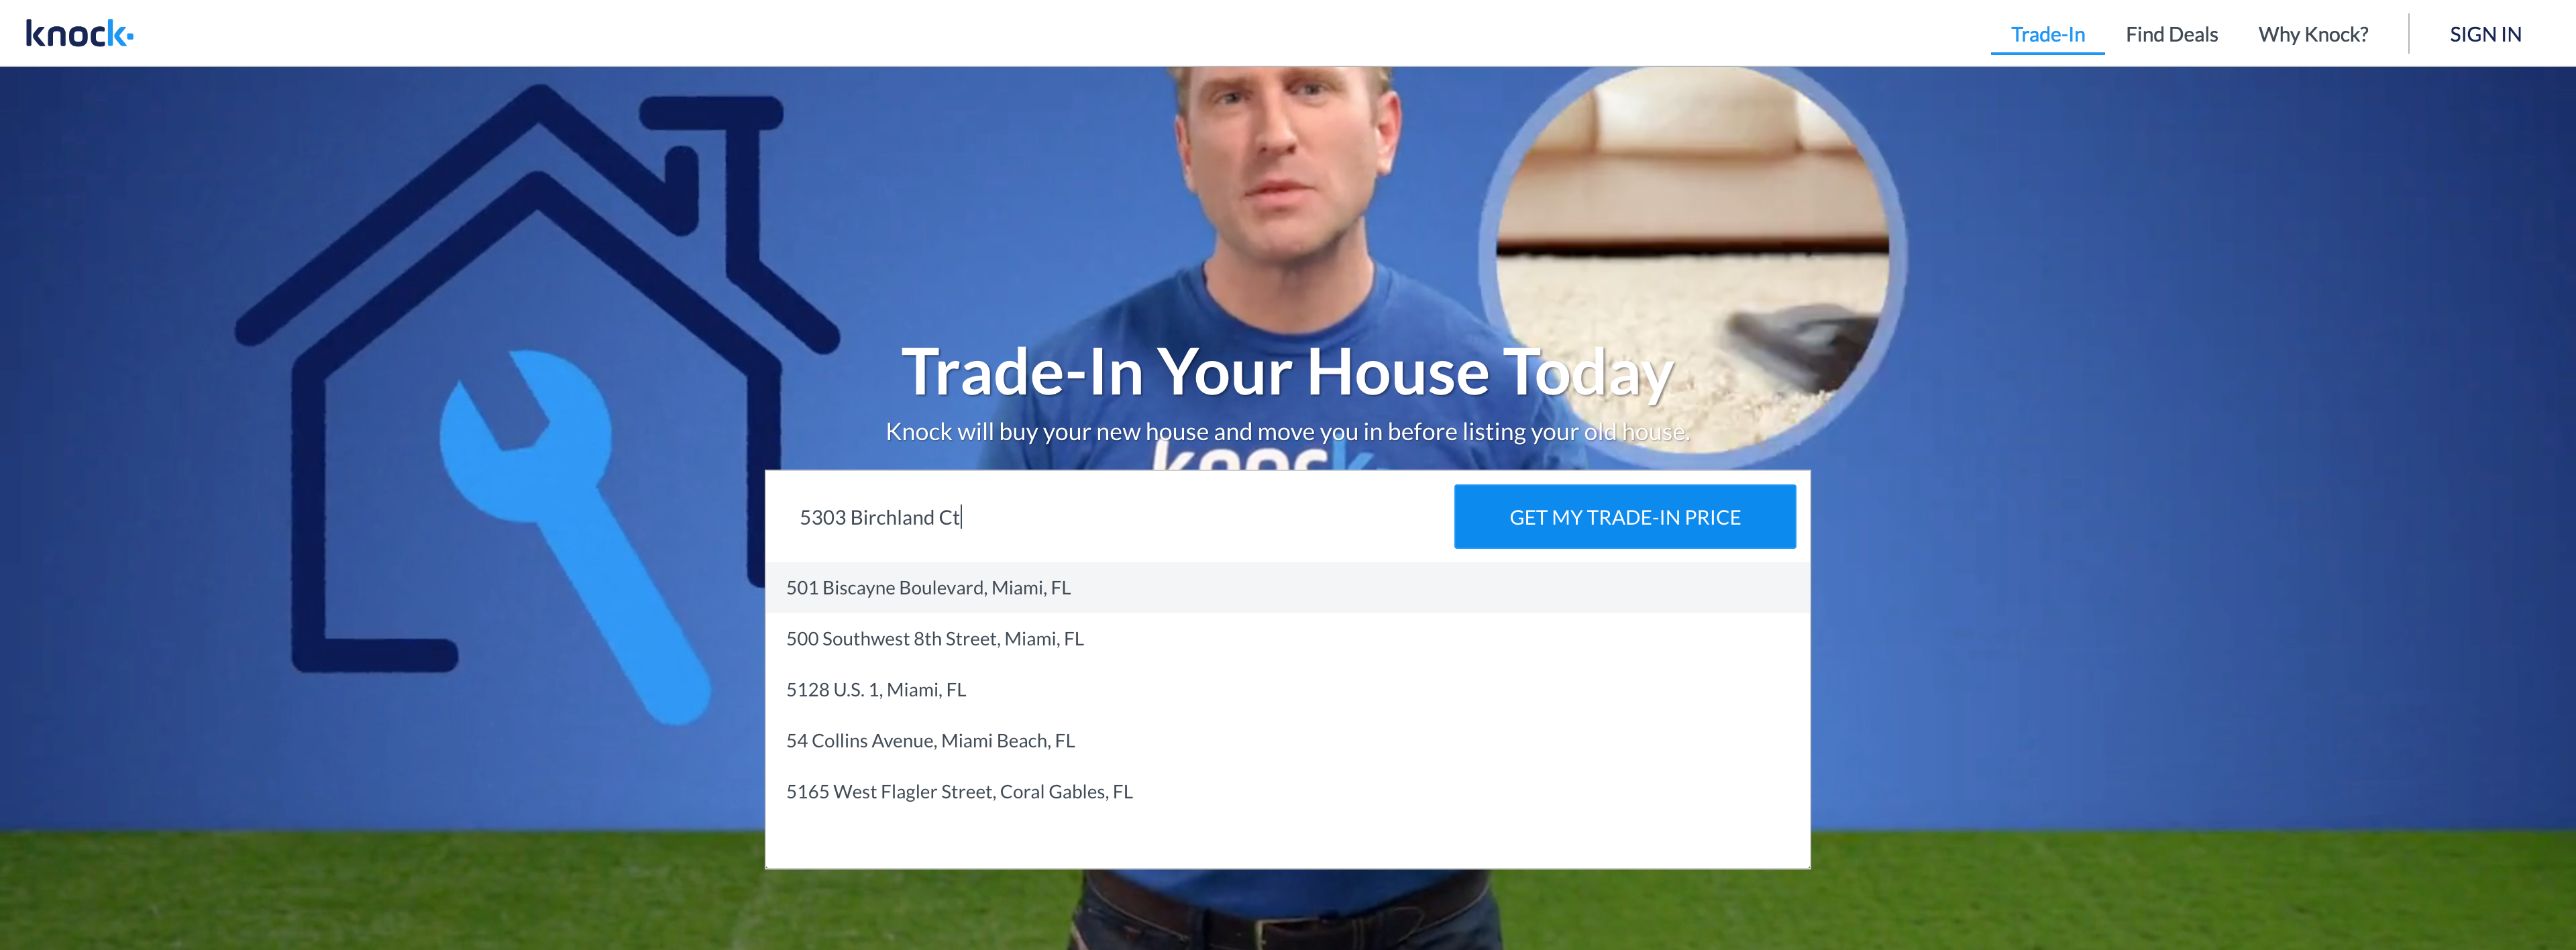 knock
Trade-In Find Deals Why Knock? SIGN IN
Trade-In Your House Today
Knock will buy your new house and move you in before listing your old house.
knock
5303 Birchland Ct GET MY TRADE-IN PRICE
501 Biscayne Boulevard, Miami, FL
500 Southwest 8th Street, Miami, FL
5128 U.S. 1, Miami, FL
54 Collins Avenue, Miami Beach, FL
5165 West Flagler Street, Coral Gables, FL